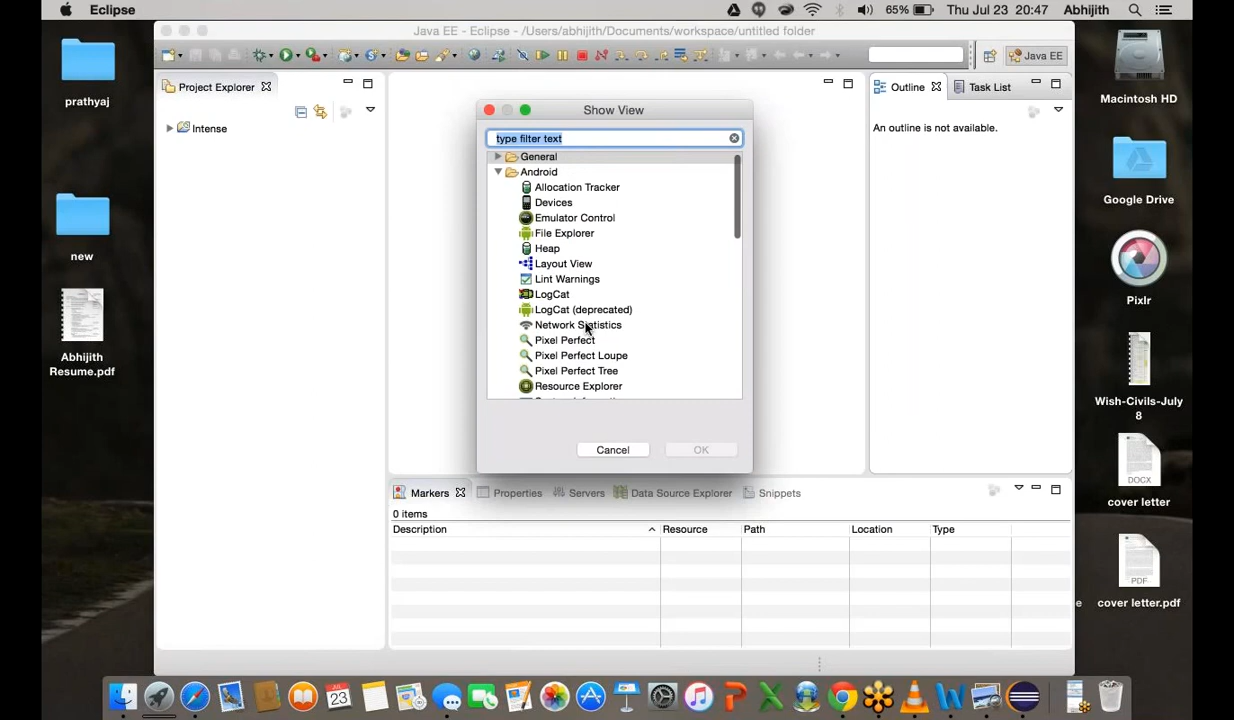 Eclipse
65%
Thu Jul 23 20:47
Abhijith
Java EE - Eclipse - /Users/abhijith/Documents/workspace/untitled folder
Java EE
Project Explorer
Intense
Outline
Task List
An outline is not available.
Show View
type filter text
General
Android
Allocation Tracker
Devices
Emulator Control
File Explorer
Heap
Layout View
Lint Warnings
LogCat
LogCat (deprecated)
Network Statistics
Pixel Perfect
Pixel Perfect Loupe
Pixel Perfect Tree
Resource Explorer
Cancel
OK
Markers
Properties
Servers
Data Source Explorer
Snippets
0 items
Description
Resource
Path
Location
Type
prathyaj
new
Abhijith
Resume.pdf
Macintosh HD
Google Drive
Pixlr
Wish-Civils-July
8
cover letter
e
cover letter.pdf
DOCX
PDF
JUL
23